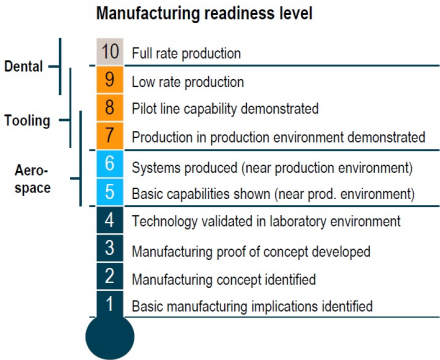 Manufacturing readiness level
10 Full rate production
Dental
9 Low rate production
8 Pilot line capability demonstrated
Tooling
7 Production in production environment demonstrated
6 Systems produced (near production environment)
Aero-
space
5 Basic capabilities shown (near prod. environment)
4 Technology validated in laboratory environment
3 Manufacturing proof of concept developed
2 Manufacturing concept identified
1 Basic manufacturing implications identified